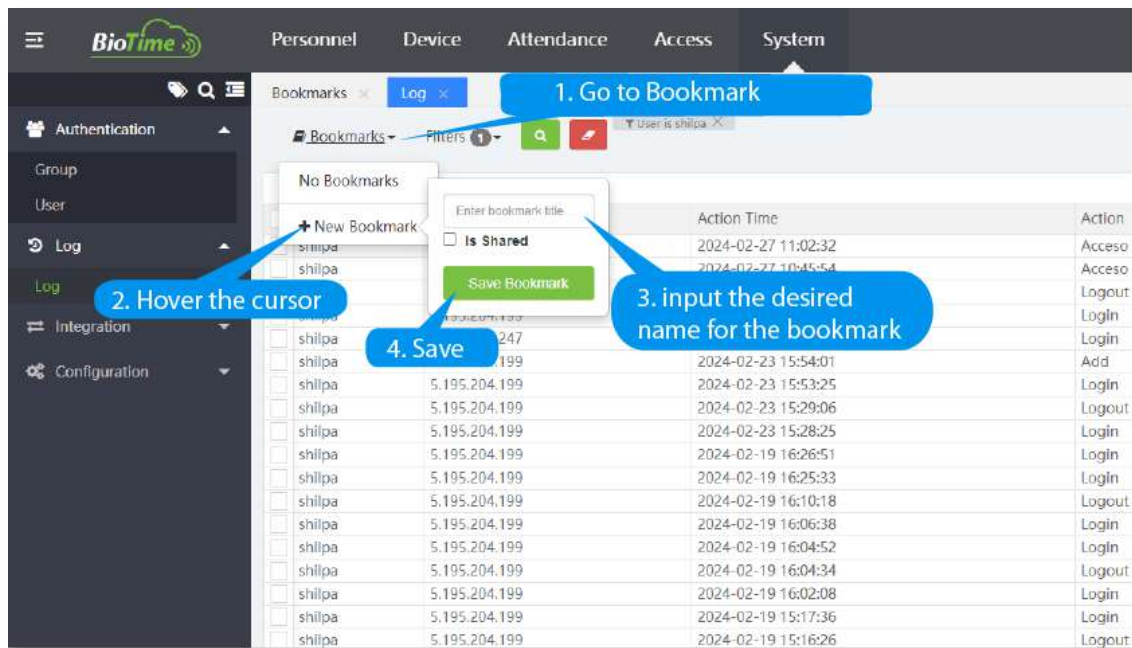 BioTime
Personnel Device Attendance Access System
Bookmarks × Log ×
1. Go to Bookmark
Authentication
Bookmarks Filters 1
User is shilpa ×
Group
No Bookmarks
User
Enter bookmark title
Action Time Action
+ New Bookmark
Is Shared
Log
shilpa 2024-02-27 11:02:32 Acceso
shilpa 2024-02-27 10:45:54 Acceso
Log
Save Bookmark
Logout
2. Hover the cursor
3. input the desired
name for the bookmark
Login
Integration
shilpa 247 Login
4. Save
shilpa 199 2024-02-23 15:54:01 Add
Configuration
shilpa 5.195.204.199 2024-02-23 15:53:25 Login
shilpa 5.195.204.199 2024-02-23 15:29:06 Logout
shilpa 5.195.204.199 2024-02-23 15:28:25 Login
shilpa 5.195.204.199 2024-02-19 16:26:51 Login
shilpa 5.195.204.199 2024-02-19 16:25:33 Login
shilpa 5.195.204.199 2024-02-19 16:10:18 Logout
shilpa 5.195.204.199 2024-02-19 16:06:38 Login
shilpa 5.195.204.199 2024-02-19 16:04:52 Login
shilpa 5.195.204.199 2024-02-19 16:04:34 Logout
shilpa 5.195.204.199 2024-02-19 16:02:08 Login
shilpa 5.195.204.199 2024-02-19 15:17:36 Login
shilpa 5.195.204.199 2024-02-19 15:16:26 Logout